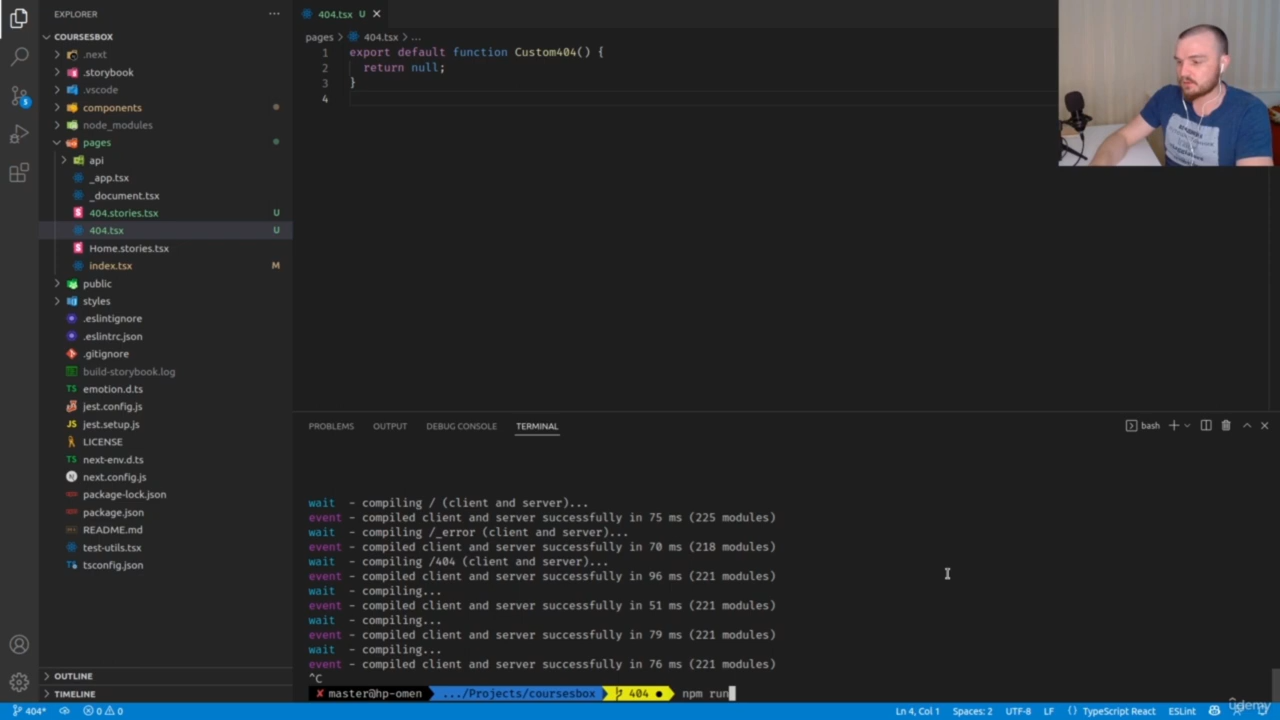 EXPLORER
COURSESBOX
.next
.storybook
.vscode
components
node_modules
pages
api
_app.tsx
_document.tsx
404.stories.tsx U
404.tsx U
Home.stories.tsx
index.tsx M
public
styles
.eslintignore
.eslintrc.json
.gitignore
build-storybook.log
emotion.d.ts
jest.config.js
jest.setup.js
LICENSE
next-env.d.ts
next.config.js
package-lock.json
package.json
README.md
test-utils.tsx
tsconfig.json
OUTLINE
TIMELINE
404.tsx U
pages > 404.tsx > ...
1 export default function Custom404() {
2 return null;
3 }
4
PROBLEMS OUTPUT DEBUG CONSOLE TERMINAL bash
wait - compiling / (client and server)...
event - compiled client and server successfully in 75 ms (225 modules)
wait - compiling /_error (client and server)...
event - compiled client and server successfully in 70 ms (218 modules)
wait - compiling /404 (client and server)...
event - compiled client and server successfully in 96 ms (221 modules)
wait - compiling...
event - compiled client and server successfully in 51 ms (221 modules)
wait - compiling...
event - compiled client and server successfully in 79 ms (221 modules)
wait - compiling...
event - compiled client and server successfully in 76 ms (221 modules)
^C
✘ master@hp-omen .../Projects/coursesbox 404 ● npm run
404* 0 0 Ln 4, Col 1 Spaces: 2 UTF-8 LF {} TypeScript React ESLint
udemy